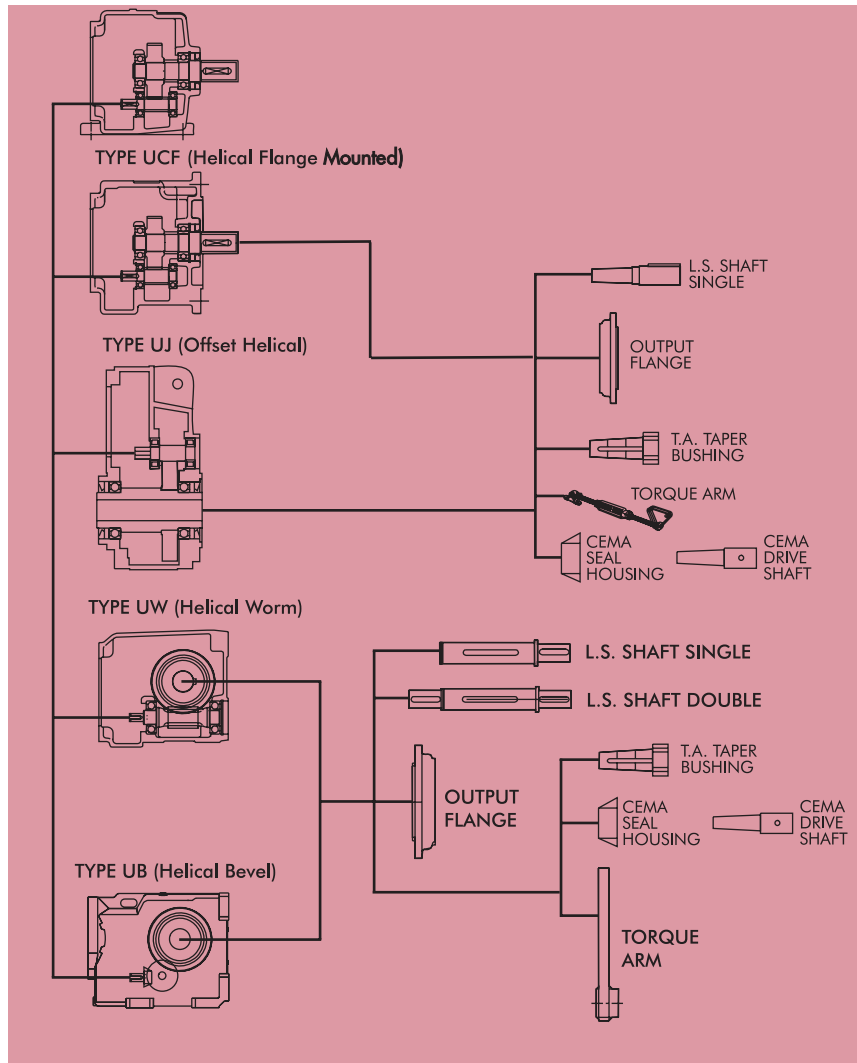 TYPE UCF (Helical Flange Mounted)
L.S. SHAFT
SINGLE
TYPE UJ (Offset Helical)
OUTPUT
FLANGE
T.A. TAPER
BUSHING
TORQUE ARM
CEMA
SEAL
HOUSING
CEMA
DRIVE
SHAFT
TYPE UW (Helical Worm)
L.S. SHAFT SINGLE
L.S. SHAFT DOUBLE
T.A. TAPER
BUSHING
OUTPUT
FLANGE
CEMA
SEAL
HOUSING
CEMA
DRIVE
SHAFT
TYPE UB (Helical Bevel)
TORQUE
ARM